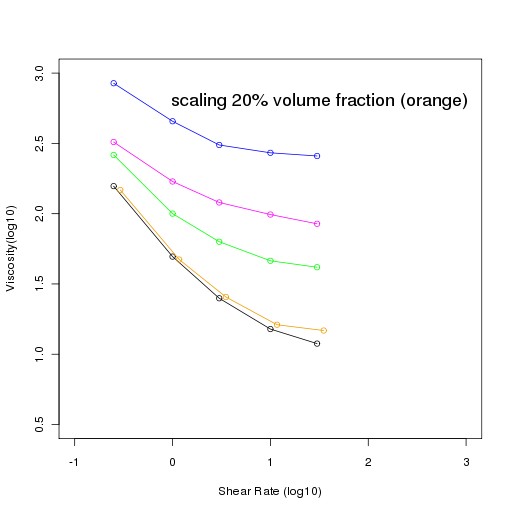 scaling 20% volume fraction (orange)
Viscosity(log10)
3.0
2.5
2.0
1.5
1.0
0.5
-1 0 1 2 3
Shear Rate (log10)